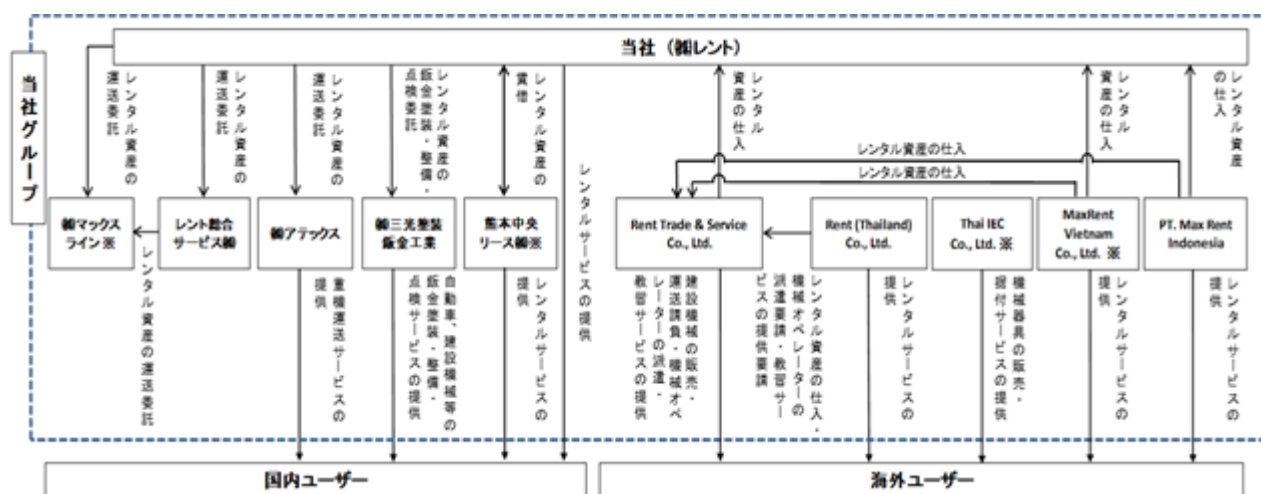 当社（㈱レント）
当社グループ
レンタル資産の
運送委託
レンタル資産の
運送委託
レンタル資産の
運送委託
レンタル資産の
鈑金塗装・整備・
点検委託
レンタル資産の
賃借
レンタルサービスの提供
レンタル
資産の仕入
レンタル
資産の仕入
レンタル資産
の仕入
レンタル資産の仕入
レンタル資産の仕入
㈱マックス
ライン※
レント総合
サービス㈱
㈱アテックス
㈱三光塗装
鈑金工業
熊本中央
リース㈱※
Rent Trade & Service
Co., Ltd.
Rent (Thailand)
Co., Ltd.
Thai IEC
Co., Ltd. ※
MaxRent
Vietnam
Co., Ltd. ※
PT. Max Rent
Indonesia
レンタル資産の運送委託
重機運送サービスの
提供
自動車、建設機械等の
鈑金塗装・整備・
点検サービスの提供
レンタルサービスの
提供
建設機械の販売・
運送請負・機械オペ
レーターの派遣・
教習サービスの提供
レンタル資産の仕入・
機械オペレーターの
派遣要請・教習サー
ビスの提供要請
レンタルサービスの
提供
機械器具の販売・
据付サービスの提供
レンタルサービスの
提供
レンタルサービスの
提供
国内ユーザー
海外ユーザー